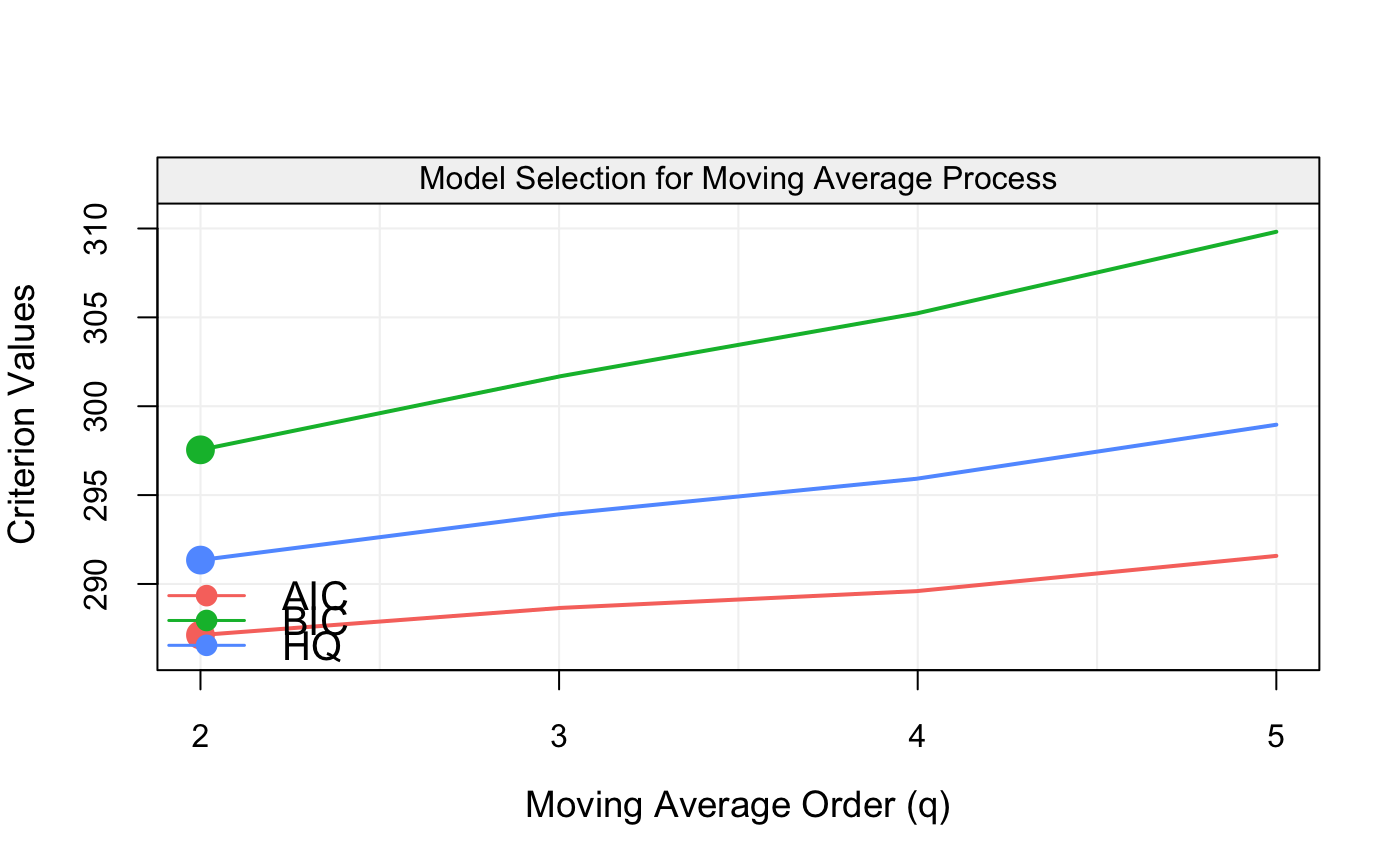 Model Selection for Moving Average Process
Criterion Values
310
305
300
295
290
AIC
BIC
HQ
2 3 4 5
Moving Average Order (q)